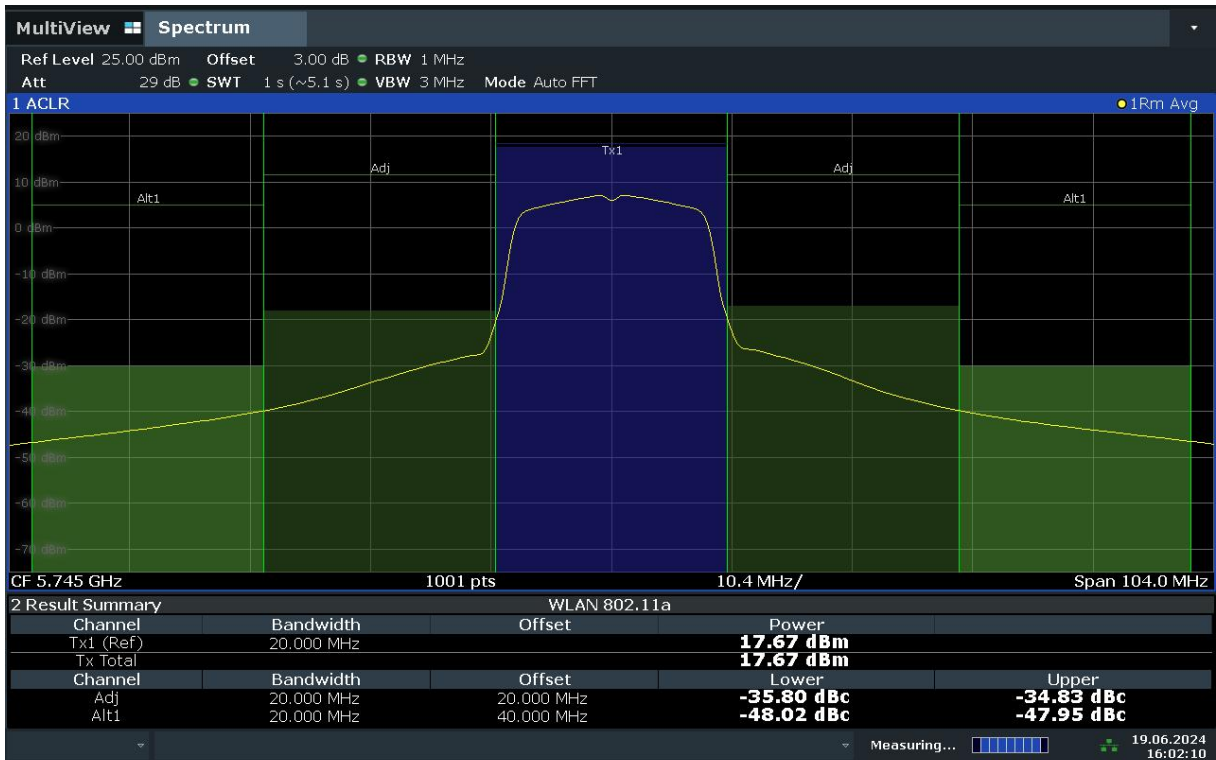 MultiView Spectrum
Ref Level 25.00 dBm Offset 3.00 dB RBW 1 MHz
Att 29 dB SWT 1 s (~5.1 s) VBW 3 MHz Mode Auto FFT
1 ACLR 1Rm Avg
20 dBm
Tx1
Adj Adj
10 dBm
Alt1 Alt1
0 dBm
-10 dBm
-20 dBm
-30 dBm
-40 dBm
-50 dBm
-60 dBm
-70 dBm
CF 5.745 GHz 1001 pts 10.4 MHz/ Span 104.0 MHz
2 Result Summary WLAN 802.11a
Channel Bandwidth Offset Power
Tx1 (Ref) 20.000 MHz 17.67 dBm
Tx Total 17.67 dBm
Channel Bandwidth Offset Lower Upper
Adj 20.000 MHz 20.000 MHz -35.80 dBc -34.83 dBc
Alt1 20.000 MHz 40.000 MHz -48.02 dBc -47.95 dBc
Measuring... 19.06.2024
16:02:10